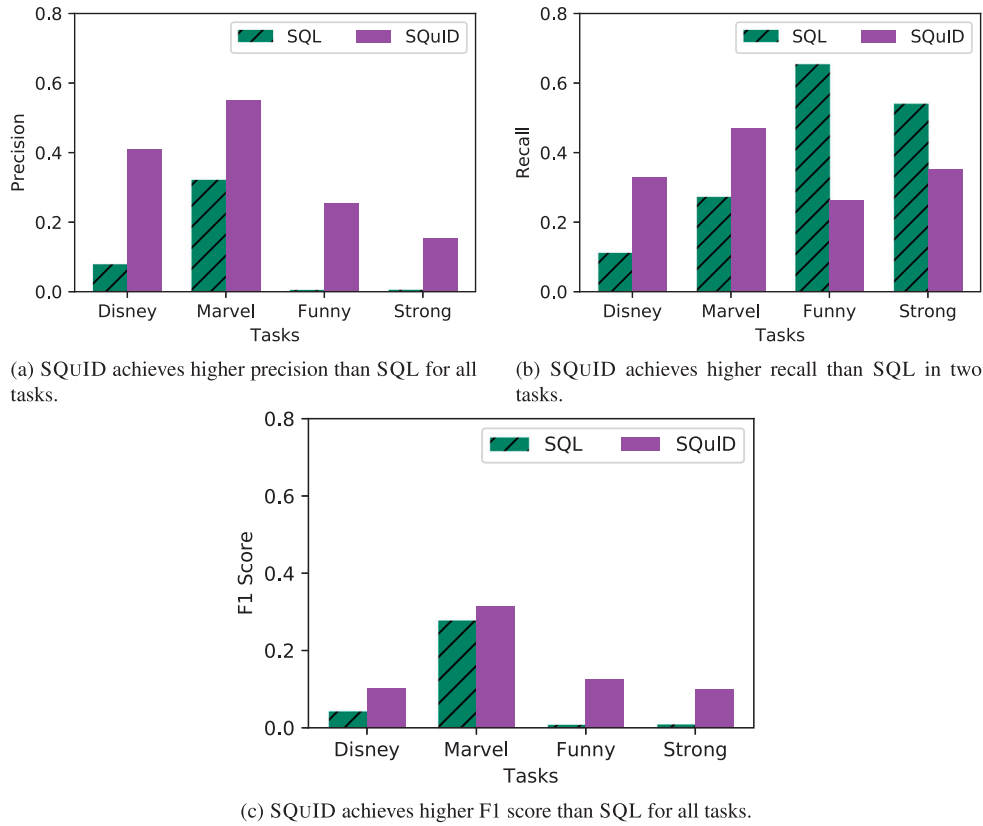 0.8
0.6
0.4
0.2
0.0
Precision
SQL SQuID
Disney Marvel Funny Strong
Tasks
(a) SQUID achieves higher precision than SQL for all
tasks.
0.8
0.6
0.4
0.2
0.0
Recall
SQL SQuID
Disney Marvel Funny Strong
Tasks
(b) SQUID achieves higher recall than SQL in two
tasks.
0.8
0.6
0.4
0.2
0.0
F1 Score
SQL SQuID
Disney Marvel Funny Strong
Tasks
(c) SQUID achieves higher F1 score than SQL for all tasks.